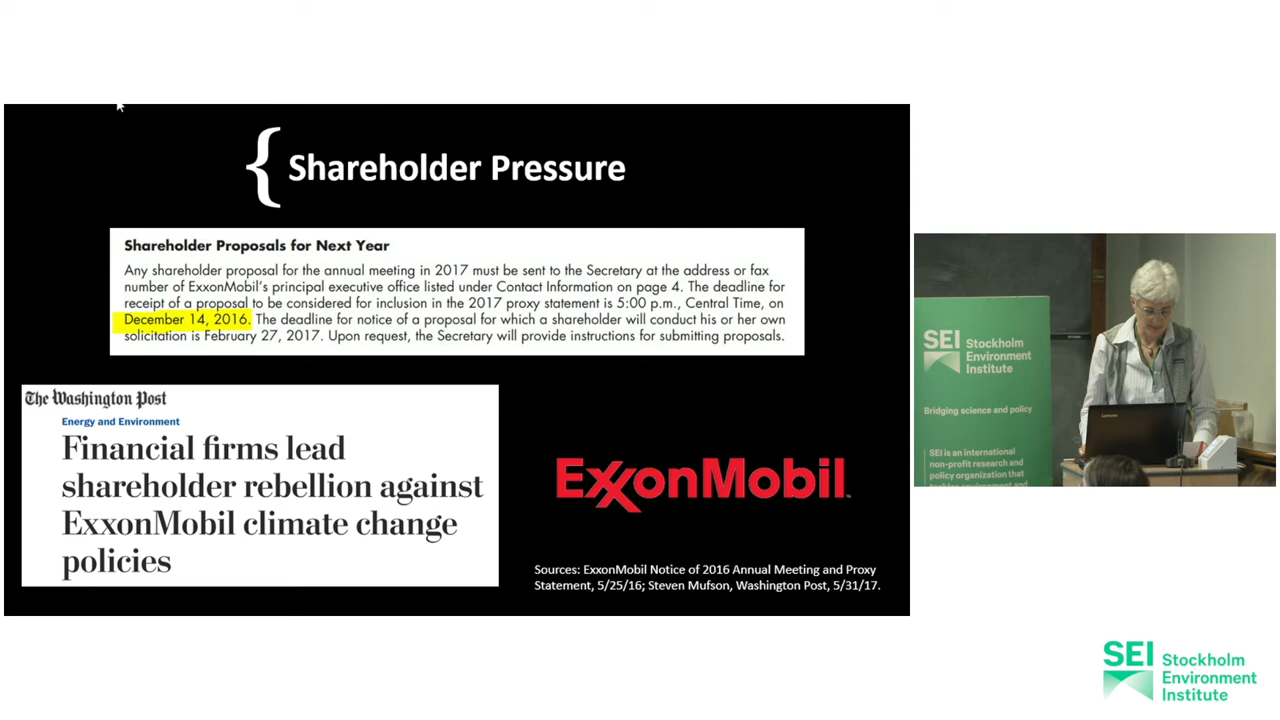 { Shareholder Pressure
Shareholder Proposals for Next Year
Any shareholder proposal for the annual meeting in 2017 must be sent to the Secretary at the address or fax
number of ExxonMobil's principal executive office listed under Contact Information on page 4. The deadline for
receipt of a proposal to be considered for inclusion in the 2017 proxy statement is 5:00 p.m., Central Time, on
December 14, 2016. The deadline for notice of a proposal for which a shareholder will conduct his or her own
solicitation is February 27, 2017. Upon request, the Secretary will provide instructions for submitting proposals.
The Washington Post
Energy and Environment
Financial firms lead
shareholder rebellion against
ExxonMobil climate change
policies
ExxonMobil
Sources: ExxonMobil Notice of 2016 Annual Meeting and Proxy
Statement, 5/25/16; Steven Mufson, Washington Post, 5/31/17.
SEI Stockholm
Environment
Institute
Bridging science and policy
SEI is an international
non-profit research and
policy organization that
Lenovo
SEI Stockholm
Environment
Institute